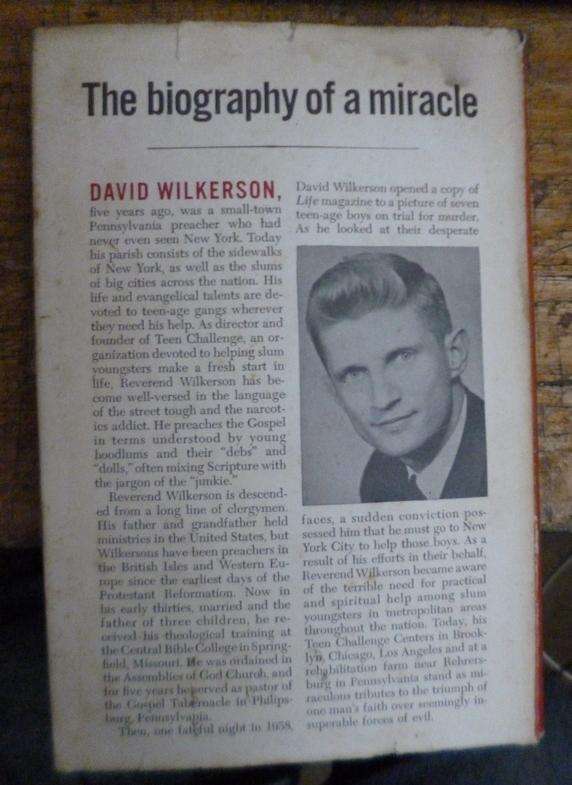 The biography of a miracle
DAVID WILKERSON,
five years ago, was a small-town
Pennsylvania preacher who had
never even seen New York. Today
his parish consists of the sidewalks
of New York, as well as the slums
of big cities across the nation. His
life and evangelical talents are de-
voted to teen-age gangs wherever
they need his help. As director and
founder of Teen Challenge, an or-
ganization devoted to helping slum
youngsters make a fresh start in
life, Reverend Wilkerson has be-
come well-versed in the language
of the street tough and the narcot-
ics addict. He preaches the Gospel
in terms understood by young
hoodlums and their "debs" and
"dolls," often mixing Scripture with
the jargon of the "junkie."
Reverend Wilkerson is descend-
ed from a long line of clergymen.
His father and grandfather held
ministries in the United States, but
Wilkersons have been preachers in
the British Isles and Western Eu-
rope since the earliest days of the
Protestant Reformation. Now in
his early thirties, married and the
father of three children, he re-
ceived his theological training at
the Central Bible College in Spring-
field, Missouri. He was ordained in
the Assemblies of God Church, and
for five years he served as pastor of
the Gospel Tabernacle in Philips-
burg, Pennsylvania.
Then, one fateful night in 1958,
David Wilkerson opened a copy of
Life magazine to a picture of seven
teen-age boys on trial for murder.
As he looked at their desperate
faces, a sudden conviction pos-
sessed him that he must go to New
York City to help those boys. As a
result of his efforts in their behalf,
Reverend Wilkerson became aware
of the terrible need for practical
and spiritual help among slum
youngsters in metropolitan areas
throughout the nation. Today, his
Teen Challenge Centers in Brook-
lyn, Chicago, Los Angeles and at a
rehabilitation farm near Rehrers-
burg in Pennsylvania stand as mi-
raculous tributes to the triumph of
one man's faith over seemingly in-
superable forces of evil.